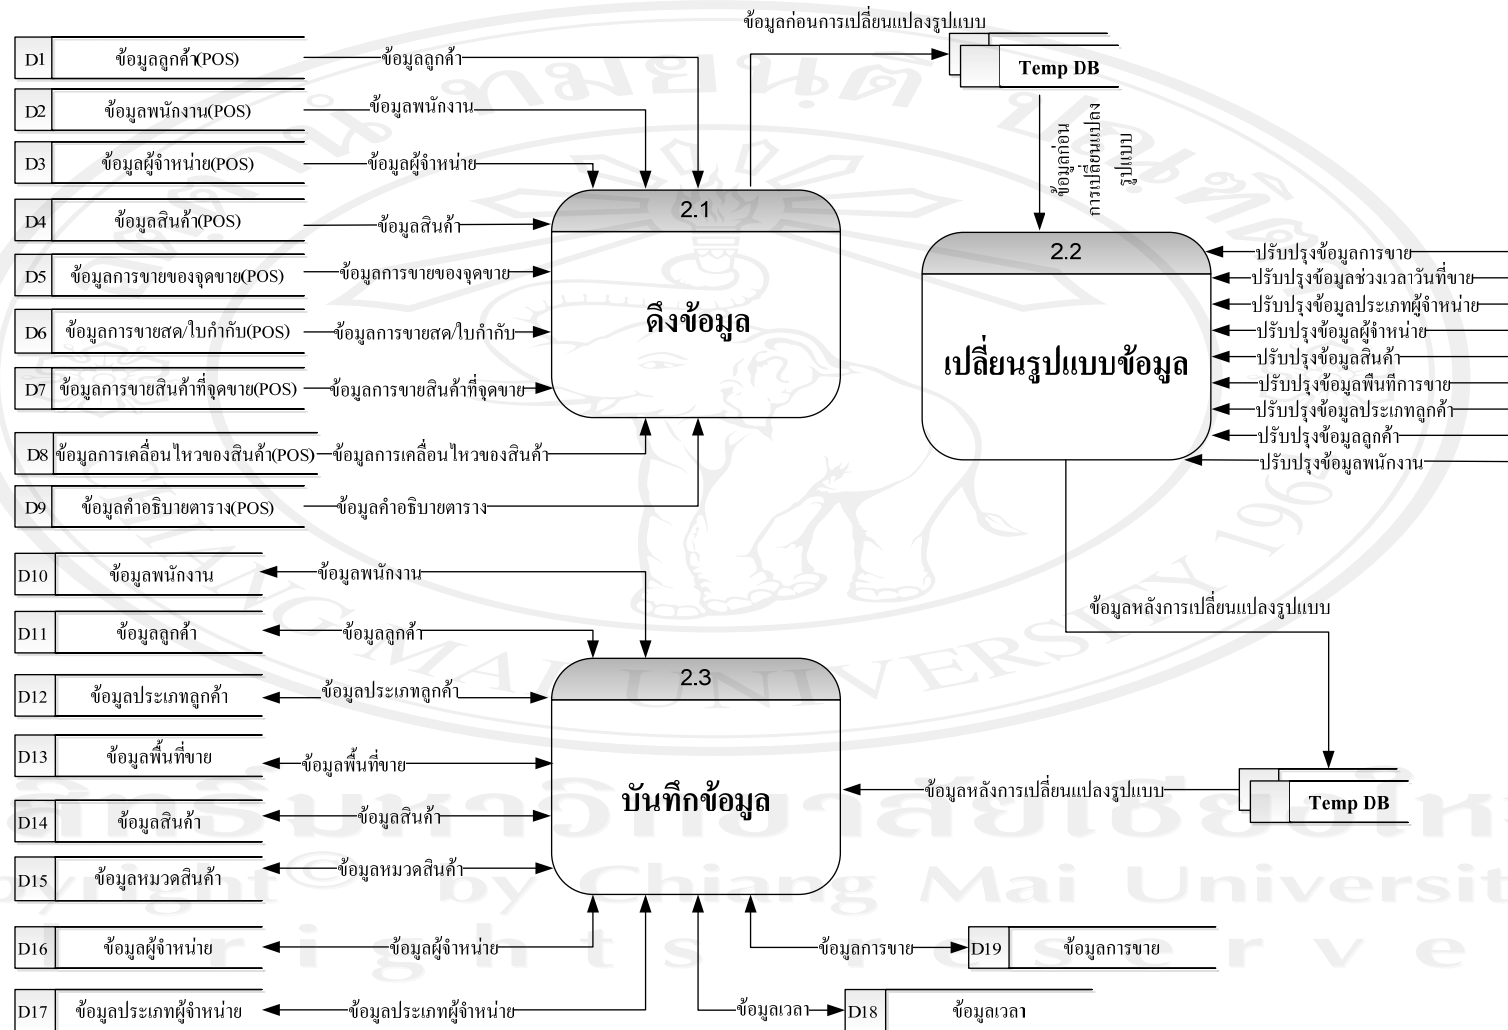 ข้อมูลก่อนการเปลี่ยนแปลงรูปแบบ
D1 ข้อมูลลูกค้า(POS) ข้อมูลลูกค้า
Temp DB
D2 ข้อมูลพนักงาน(POS) ข้อมูลพนักงาน
D3 ข้อมูลผู้จำหน่าย(POS) ข้อมูลผู้จำหน่าย
ข้อมูลก่อน
การเปลี่ยนแปลง
รูปแบบ
D4 ข้อมูลสินค้า(POS) ข้อมูลสินค้า
2.1
ดึงข้อมูล
D5 ข้อมูลการขายของจุดขาย(POS) ข้อมูลการขายของจุดขาย
D6 ข้อมูลการขายสด/ใบกำกับ(POS) ข้อมูลการขายสด/ใบกำกับ
D7 ข้อมูลการขายสินค้าที่จุดขาย(POS) ข้อมูลการขายสินค้าที่จุดขาย
D8 ข้อมูลการเคลื่อนไหวของสินค้า(POS) ข้อมูลการเคลื่อนไหวของสินค้า
D9 ข้อมูลคำอธิบายตาราง(POS) ข้อมูลคำอธิบายตาราง
2.2
เปลี่ยนรูปแบบข้อมูล
ปรับปรุงข้อมูลการขาย
ปรับปรุงข้อมูลช่วงเวลาวันที่ขาย
ปรับปรุงข้อมูลประเภทผู้จำหน่าย
ปรับปรุงข้อมูลผู้จำหน่าย
ปรับปรุงข้อมูลสินค้า
ปรับปรุงข้อมูลพืนทีการขาย
ปรับปรุงข้อมูลประเภทลูกค้า
ปรับปรุงข้อมูลลูกค้า
ปรับปรุงข้อมูลพนักงาน
D10 ข้อมูลพนักงาน ข้อมูลพนักงาน
D11 ข้อมูลลูกค้า ข้อมูลลูกค้า
ข้อมูลหลังการเปลี่ยนแปลงรูปแบบ
D12 ข้อมูลประเภทลูกค้า ข้อมูลประเภทลูกค้า
2.3
บันทึกข้อมูล
D13 ข้อมูลพื้นที่ขาย ข้อมูลพื้นที่ขาย
ข้อมูลหลังการเปลี่ยนแปลงรูปแบบ
Temp DB
D14 ข้อมูลสินค้า ข้อมูลสินค้า
D15 ข้อมูลหมวดสินค้า ข้อมูลหมวดสินค้า
D16 ข้อมูลผู้จำหน่าย ข้อมูลผู้จำหน่าย
ข้อมูลการขาย D19 ข้อมูลการขาย
D17 ข้อมูลประเภทผู้จำหน่าย ข้อมูลประเภทผู้จำหน่าย
ข้อมูลเวลา D18 ข้อมูลเวลา
CHIANG MAI UNIVERSITY 196
by Chiang Mai Universit
rights reserve